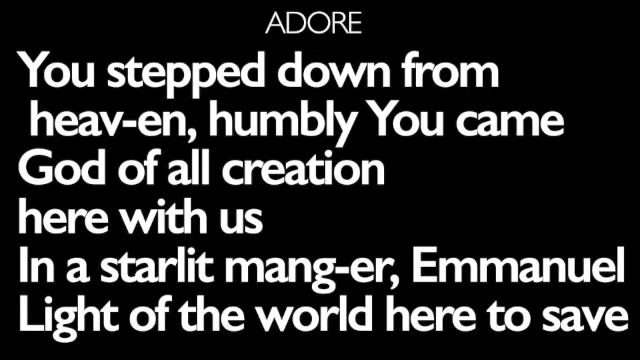 ADORE
You stepped down from
heav-en, humbly You came
God of all creation
here with us
In a starlit mang-er, Emmanuel
Light of the world here to save